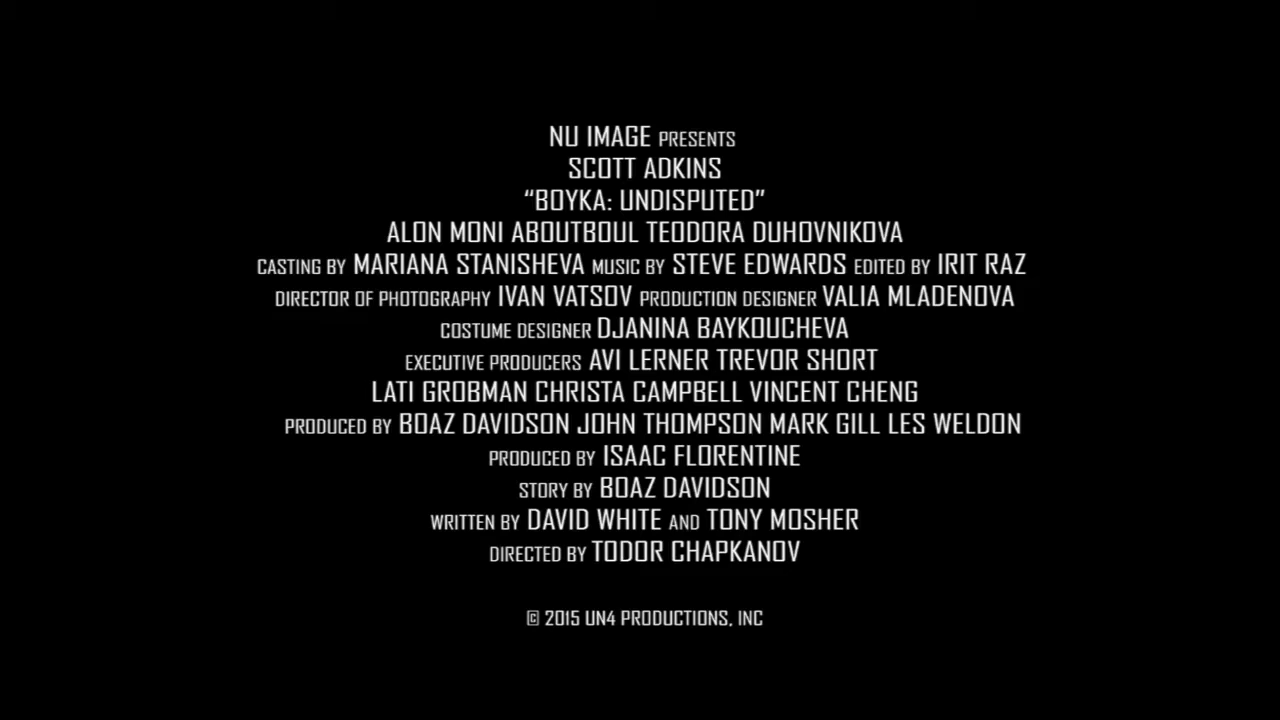 NU IMAGE PRESENTS
SCOTT ADKINS
“BOYKA: UNDISPUTED”
ALON MONI ABOUTBOUL TEODORA DUHOVNIKOVA
CASTING BY MARIANA STANISHEVA MUSIC BY STEVE EDWARDS EDITED BY IRIT RAZ
DIRECTOR OF PHOTOGRAPHY IVAN VATSOV PRODUCTION DESIGNER VALIA MLADENOVA
COSTUME DESIGNER DJANINA BAYKOUCHEVA
EXECUTIVE PRODUCERS AVI LERNER TREVOR SHORT
LATI GROBMAN CHRISTA CAMPBELL VINCENT CHENG
PRODUCED BY BOAZ DAVIDSON JOHN THOMPSON MARK GILL LES WELDON
PRODUCED BY ISAAC FLORENTINE
STORY BY BOAZ DAVIDSON
WRITTEN BY DAVID WHITE AND TONY MOSHER
DIRECTED BY TODOR CHAPKANOV
© 2015 UN4 PRODUCTIONS, INC